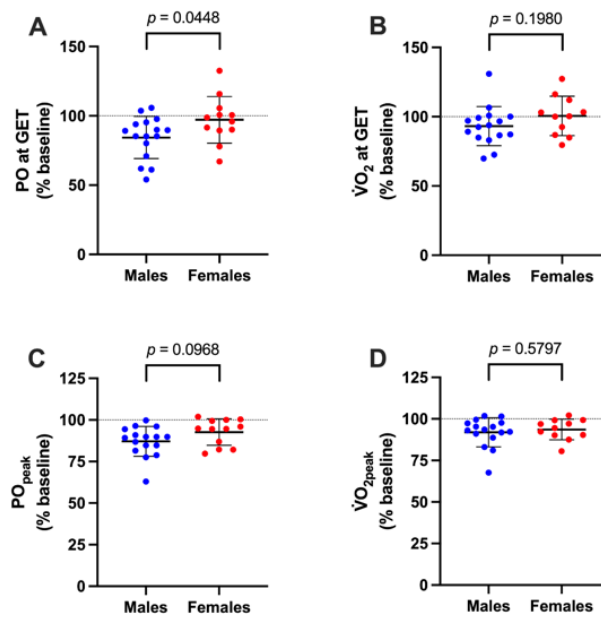 A
p = 0.0448
PO at GET
(% baseline)
150
100
50
0
Males
Females
B
p = 0.1980
V̇O₂ at GET
(% baseline)
150
100
50
0
Males
Females
C
p = 0.0968
POpeak
(% baseline)
125
100
75
50
25
0
Males
Females
D
p = 0.5797
V̇O₂peak
(% baseline)
125
100
75
50
25
0
Males
Females